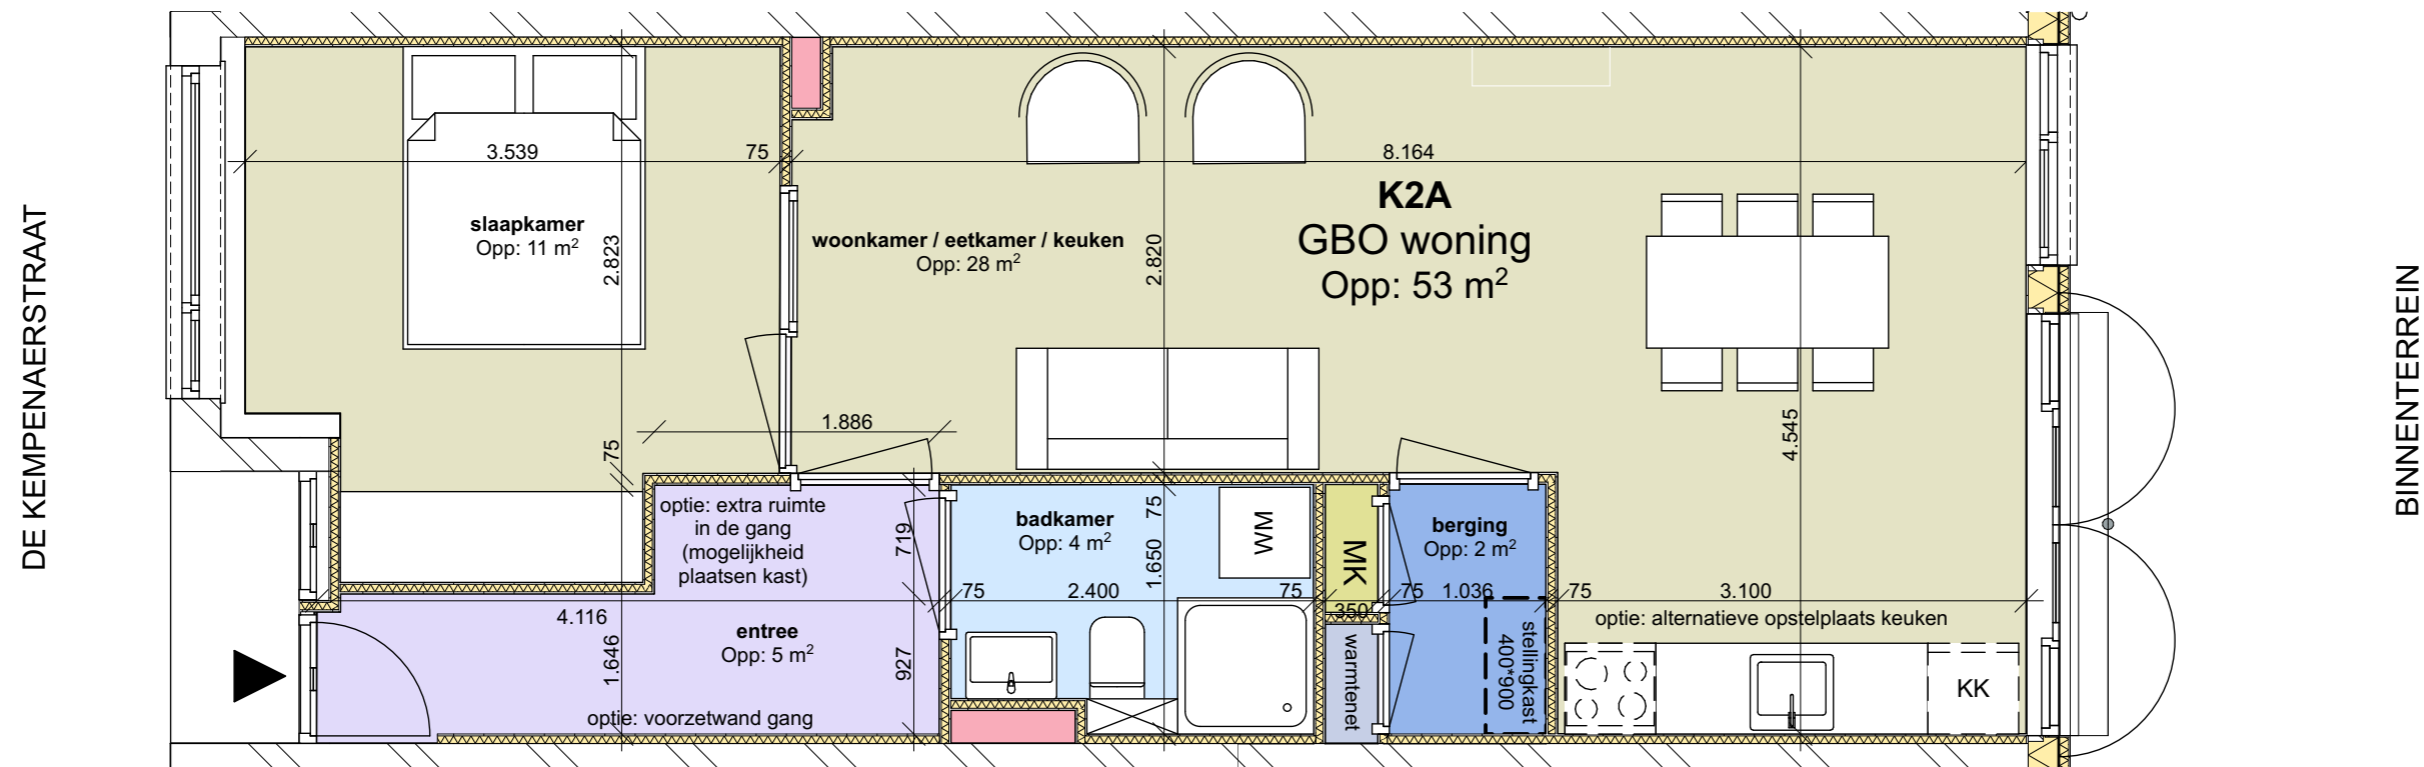 DE KEMPENAERSTRAAT
3.539
75
8.164
K2A
GBO woning
Opp: 53 m²
slaapkamer
Opp: 11 m²
2.823
woonkamer / eetkamer / keuken
Opp: 28 m²
2.820
BINNENTERREIN
1.886
75
4.545
optie: extra ruimte
in de gang
(mogelijkheid
plaatsen kast)
719
badkamer
Opp: 4 m²
75
1.650
WM
MK
berging
Opp: 2 m²
75
2.400
75
350
75
1.036
75
3.100
4.116
1.646
entree
Opp: 5 m²
927
optie: voorzetwand gang
warmtenet
stellingkast
400*900
optie: alternatieve opstelplaats keuken
KK